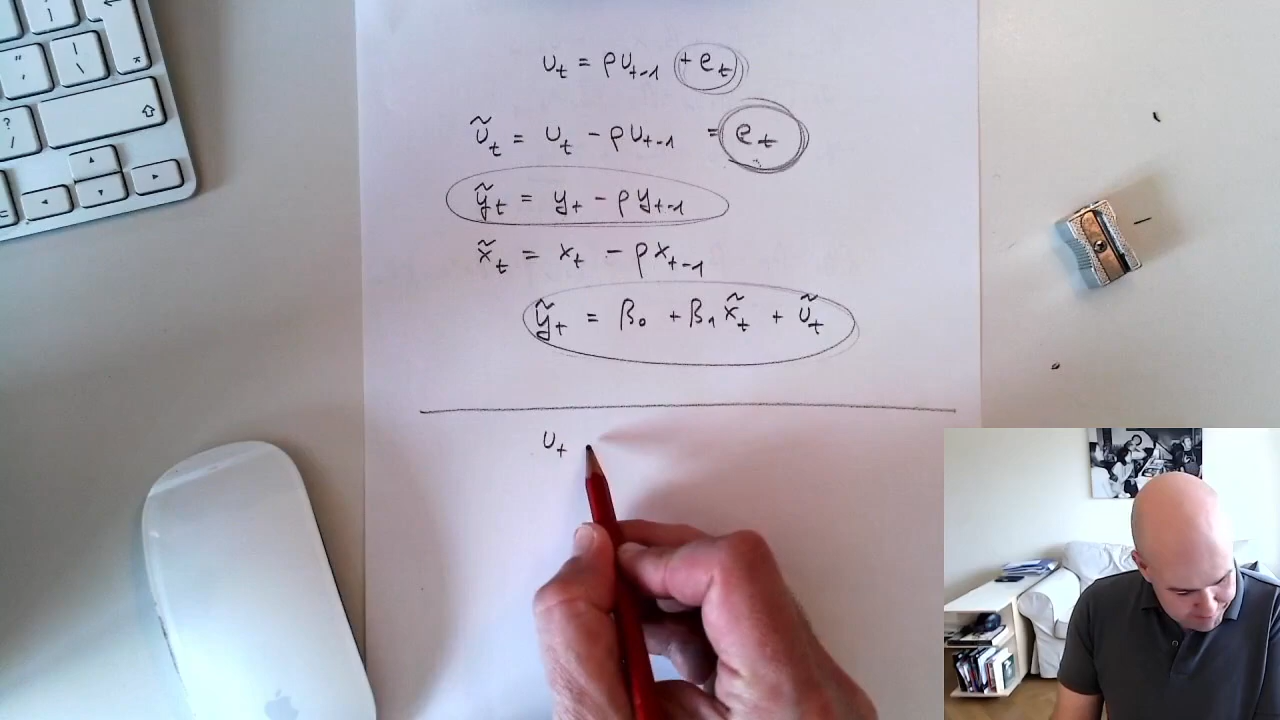 u_t = ρu_{t-1} + e_t
ũ_t = u_t - ρu_{t-1} = e_t
ỹ_t = y_t - ρy_{t-1}
x̃_t = x_t - ρx_{t-1}
ỹ_t = β_0 + β_1 x̃_t + ũ_t
u_t